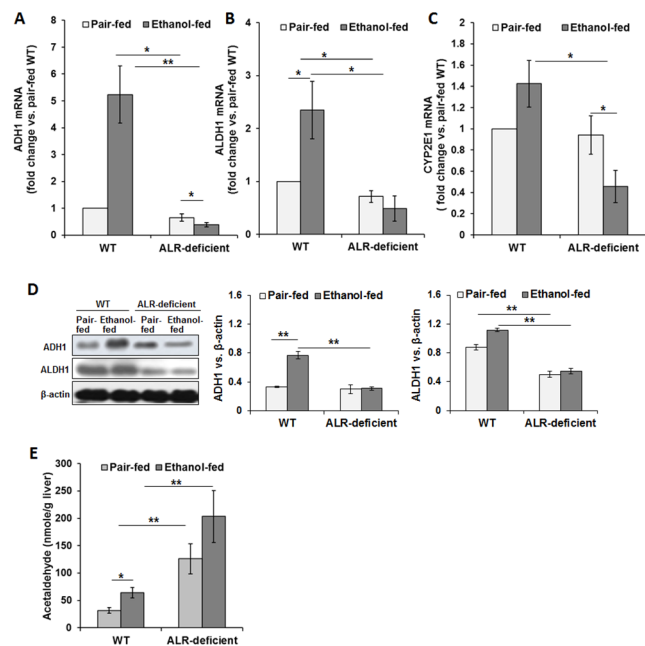 A
Pair-fed Ethanol-fed
ADH1 mRNA
(fold change vs. pair-fed WT)
6
5
4
3
2
1
0
*
**
*
WT ALR-deficient
B
Pair-fed Ethanol-fed
ALDH1 mRNA
(fold change vs. pair-fed WT)
4
3
2
1
0
*
*
*
WT ALR-deficient
C
Pair-fed Ethanol-fed
CYP2E1 mRNA
( fold change vs. pair-fed WT)
2
1.8
1.6
1.4
1.2
1
0.8
0.6
0.4
0.2
0
*
*
WT ALR-deficient
D
WT ALR-deficient
Pair-fed Ethanol-fed Pair-fed Ethanol-fed
ADH1
ALDH1
β-actin
Pair-fed Ethanol-fed
ADH1 vs. β-actin
1.6
1.2
0.8
0.4
0
**
**
WT ALR-deficient
Pair-fed Ethanol-fed
ALDH1 vs. β-actin
1.6
1.2
0.8
0.4
0
**
**
WT ALR-deficient
E
Pair-fed Ethanol-fed
Acetaldehyde (nmole/g liver)
300
250
200
150
100
50
0
**
**
*
WT ALR-deficient